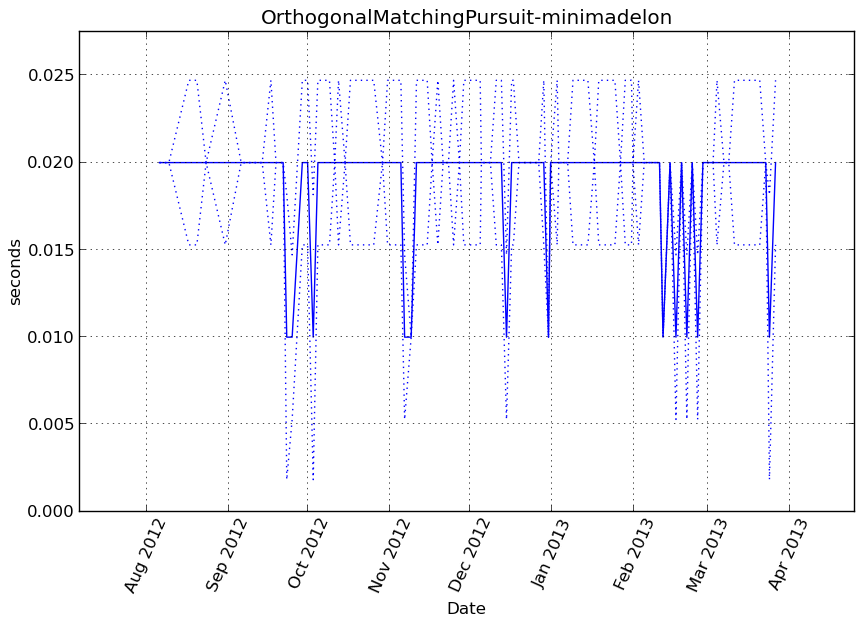 OrthogonalMatchingPursuit-minimadelon
0.025
0.020
0.015
0.010
0.005
0.000
seconds
Aug 2012
Sep 2012
Oct 2012
Nov 2012
Dec 2012
Jan 2013
Feb 2013
Mar 2013
Apr 2013
Date